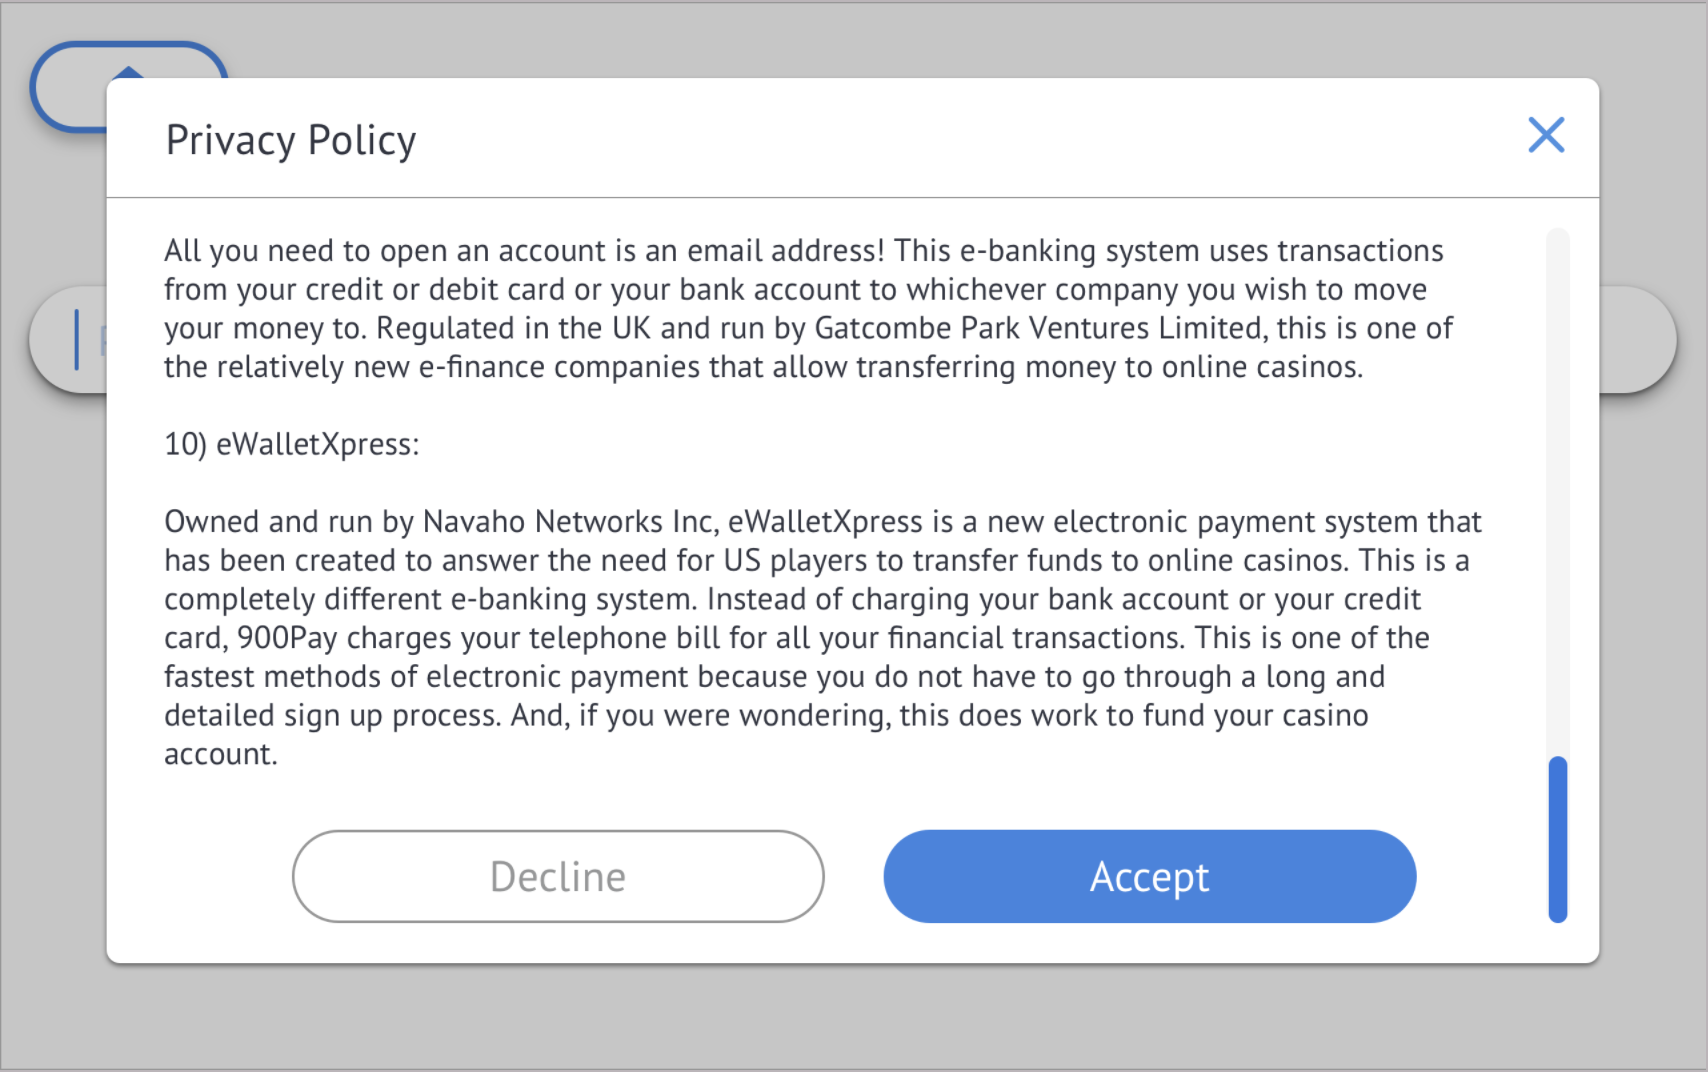 Privacy Policy
All you need to open an account is an email address! This e-banking system uses transactions
from your credit or debit card or your bank account to whichever company you wish to move
your money to. Regulated in the UK and run by Gatcombe Park Ventures Limited, this is one of
the relatively new e-finance companies that allow transferring money to online casinos.
10) eWalletXpress:
Owned and run by Navaho Networks Inc, eWalletXpress is a new electronic payment system that
has been created to answer the need for US players to transfer funds to online casinos. This is a
completely different e-banking system. Instead of charging your bank account or your credit
card, 900Pay charges your telephone bill for all your financial transactions. This is one of the
fastest methods of electronic payment because you do not have to go through a long and
detailed sign up process. And, if you were wondering, this does work to fund your casino
account.
Decline
Accept